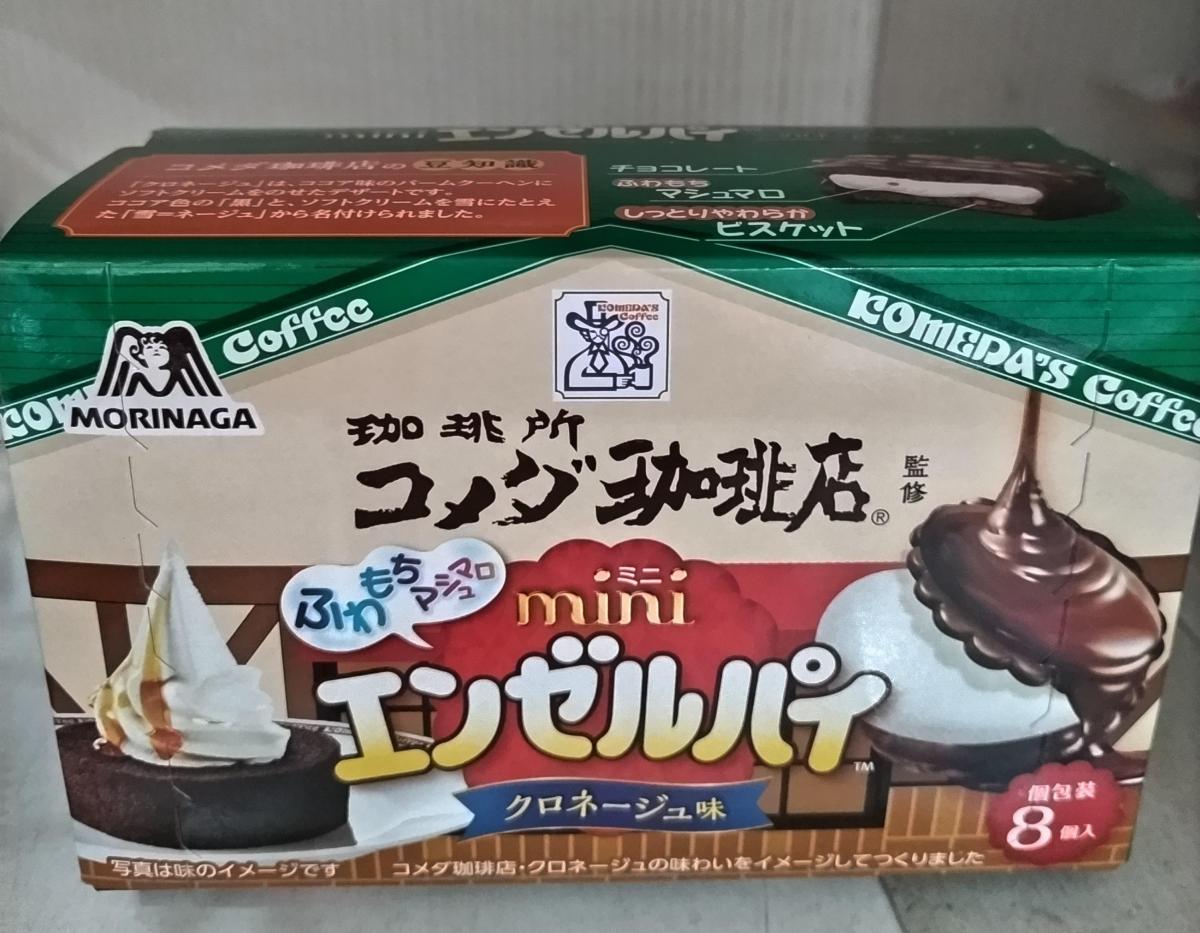 mini エンゼルパイ
コメダ珈琲店の 豆知識
「クロネージュ」は、ココア味のバームクーヘンに
ソフトクリームをのせたデザートです。
ココア色の「黒」と、ソフトクリームを雪にたとえ
た「雪=ネージュ」から名付けられました。
チョコレート
ふわもち
マシュマロ
しっとりやわらか
ビスケット
Coffee
KOMEDA'S Coffee
KOMEDA'S
Coffee
MORINAGA
珈琲所
コメダ珈琲店®
監修
ふわもち
マシュマロ
ミニ
mini
エンゼルパイ™
クロネージュ味
個包装
8個入
写真は味のイメージです
コメダ珈琲店・クロネージュの味わいをイメージしてつくりました